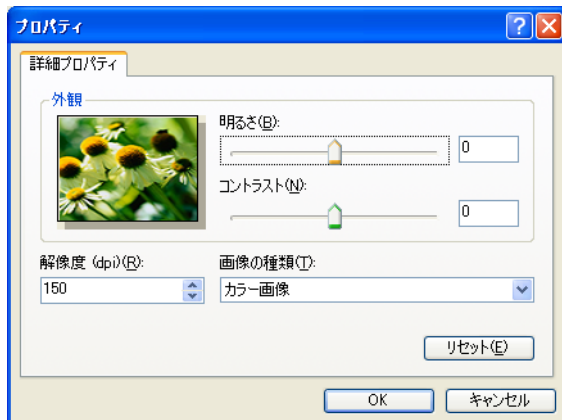 プロパティ
詳細プロパティ
外観
明るさ(B):
0
コントラスト(N):
0
解像度 (dpi)(R):
画像の種類(T):
150
カラー画像
リセット(E)
OK
キャンセル